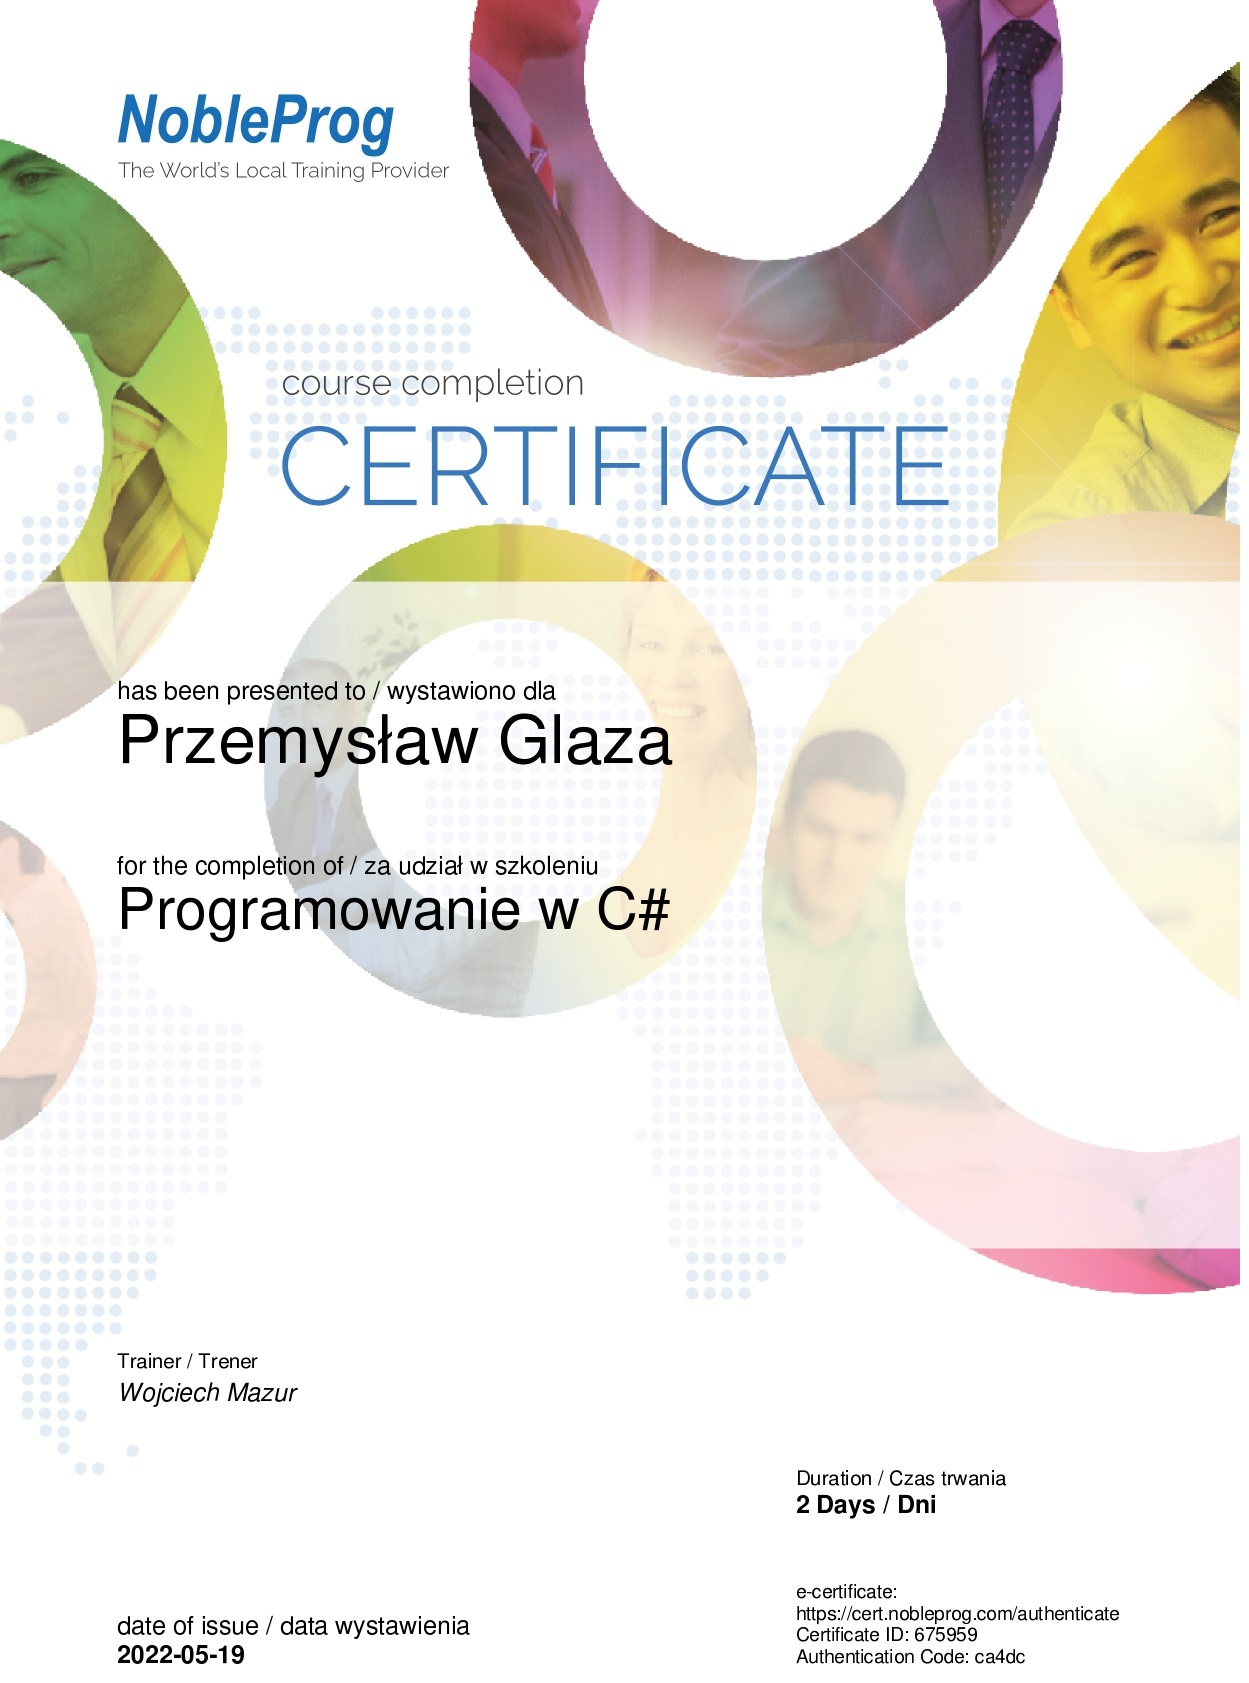 NobleProg
The World's Local Training Provider
course completion
CERTIFICATE
has been presented to / wystawiono dla
Przemysław Glaza
for the completion of / za udział w szkoleniu
Programowanie w C#
Trainer / Trener
Wojciech Mazur
Duration / Czas trwania
2 Days / Dni
e-certificate:
https://cert.nobleprog.com/authenticate
Certificate ID: 675959
Authentication Code: ca4dc
date of issue / data wystawienia
2022-05-19